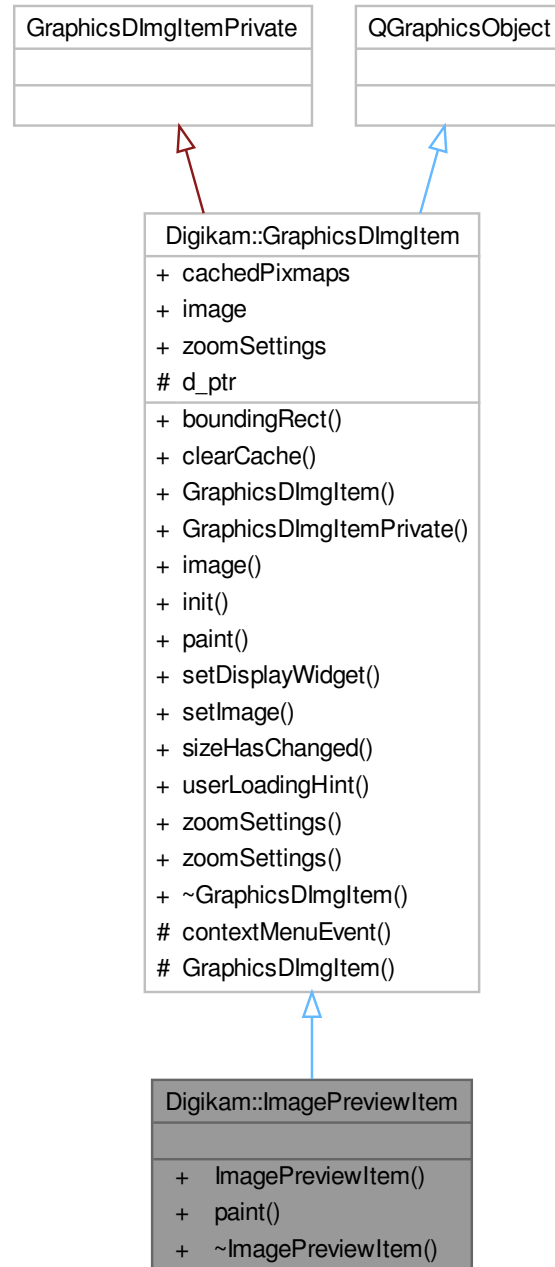 GraphicsDImgItemPrivate
QGraphicsObject
Digikam::GraphicsDImgItem
+ cachedPixmaps
+ image
+ zoomSettings
# d_ptr
+ boundingRect()
+ clearCache()
+ GraphicsDImgItem()
+ GraphicsDImgItemPrivate()
+ image()
+ init()
+ paint()
+ setDisplayWidget()
+ setImage()
+ sizeHasChanged()
+ userLoadingHint()
+ zoomSettings()
+ zoomSettings()
+ ~GraphicsDImgItem()
# contextMenuEvent()
# GraphicsDImgItem()
Digikam::ImagePreviewItem
+ ImagePreviewItem()
+ paint()
+ ~ImagePreviewItem()